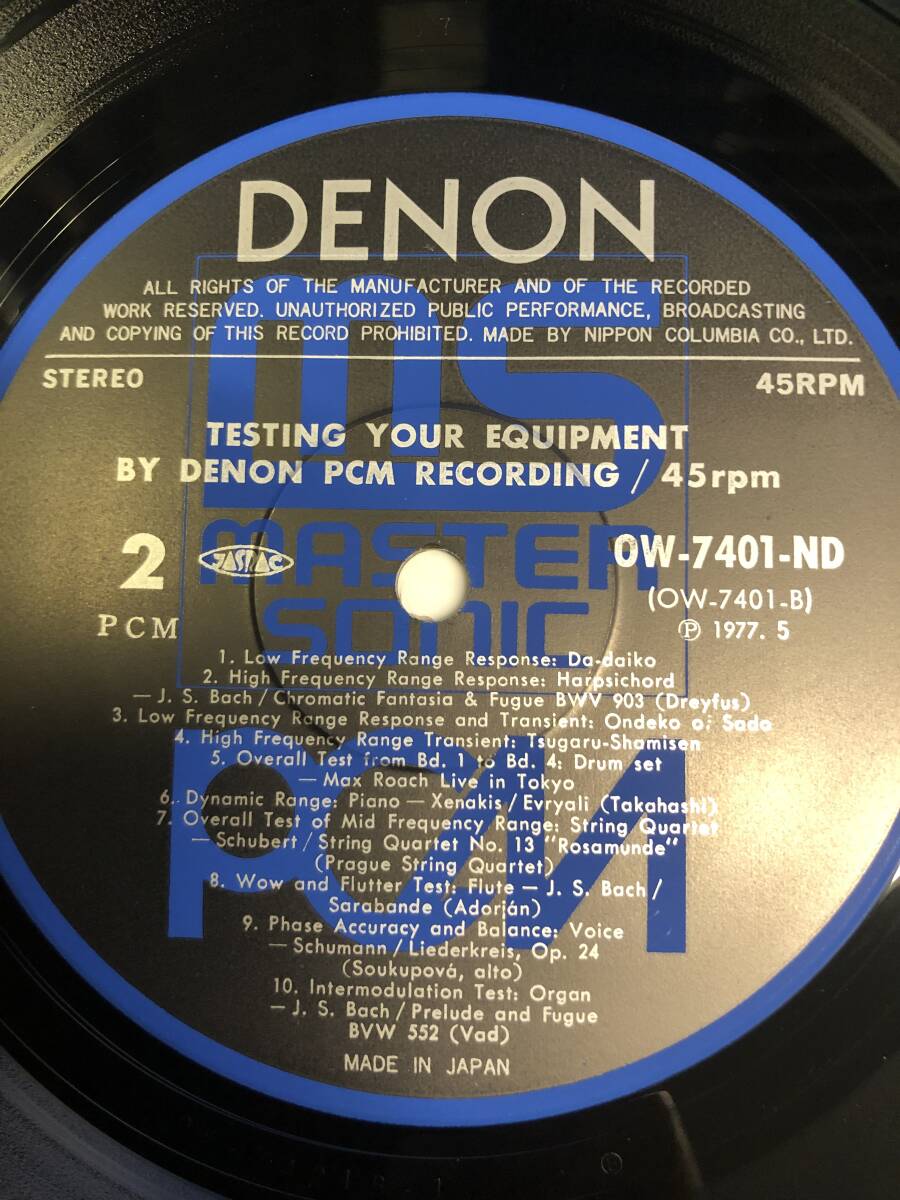 DENON
ALL RIGHTS OF THE MANUFACTURER AND OF THE RECORDED
WORK RESERVED. UNAUTHORIZED PUBLIC PERFORMANCE, BROADCASTING
AND COPYING OF THIS RECORD PROHIBITED. MADE BY NIPPON COLUMBIA CO., LTD.
STEREO 45RPM
ms
TESTING YOUR EQUIPMENT
BY DENON PCM RECORDING / 45rpm
MASTER
SONIC
2 JASRAC OW-7401-ND
(OW-7401-B)
PCM ℗ 1977. 5
1. Low Frequency Range Response: Da-daiko
2. High Frequency Range Response: Harpsichord
— J. S. Bach / Chromatic Fantasia & Fugue BWV 903 (Dreyfus)
3. Low Frequency Range Response and Transient: Ondeko of Sado
4. High Frequency Range Transient: Tsugaru-Shamisen
5. Overall Test from Bd. 1 to Bd. 4: Drum set
— Max Roach Live in Tokyo
6. Dynamic Range: Piano — Xenakis / Evryali (Takahashi)
7. Overall Test of Mid Frequency Range: String Quartet
— Schubert / String Quartet No. 13 "Rosamunde"
(Prague String Quartet)
8. Wow and Flutter Test: Flute — J. S. Bach /
Sarabande (Adorján)
9. Phase Accuracy and Balance: Voice
— Schumann / Liederkreis, Op. 24
(Soukupová, alto)
10. Intermodulation Test: Organ
— J. S. Bach / Prelude and Fugue
BVW 552 (Vad)
PCM
MADE IN JAPAN